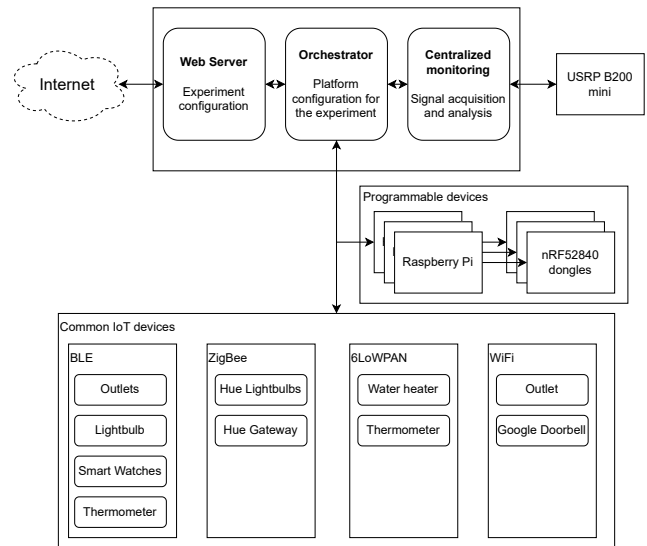 Internet
Web Server
Experiment
configuration
Orchestrator
Platform
configuration for
the experiment
Centralized
monitoring
Signal acquisition
and analysis
USRP B200
mini
Programmable devices
Raspberry Pi
nRF52840
dongles
Common IoT devices
BLE
Outlets
Lightbulb
Smart Watches
Thermometer
ZigBee
Hue Lightbulbs
Hue Gateway
6LoWPAN
Water heater
Thermometer
WiFi
Outlet
Google Doorbell